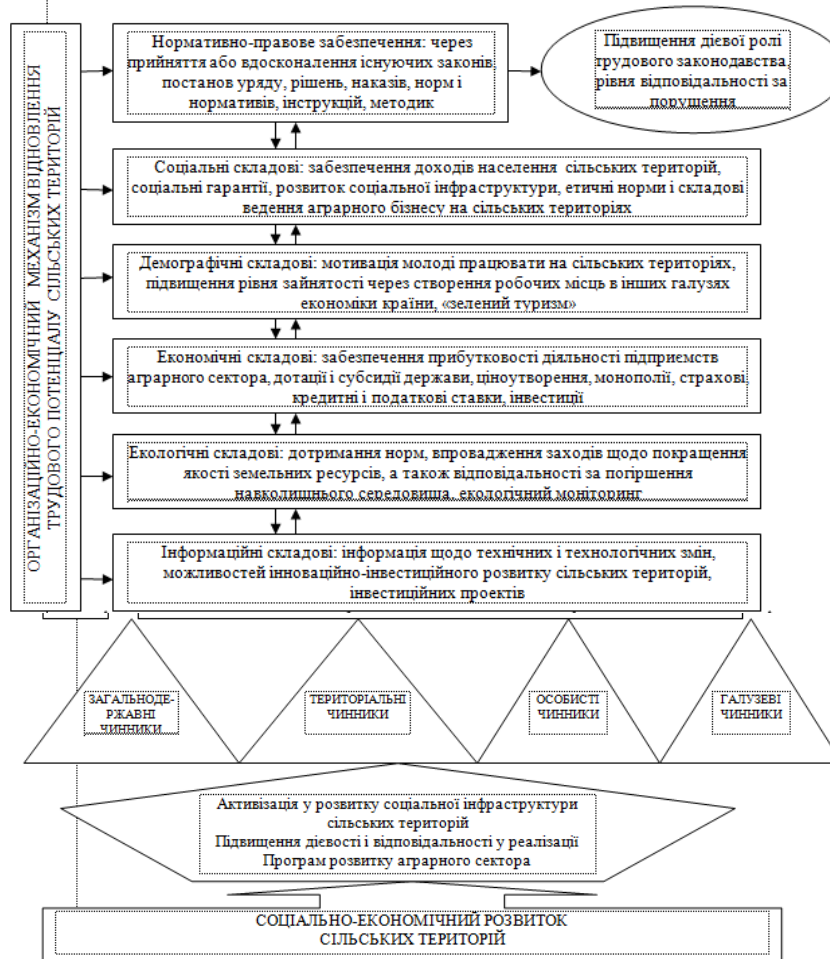 ОРГАНІЗАЦІЙНО-ЕКОНОМІЧНИЙ МЕХАНІЗМ ВІДНОВЛЕННЯ
ТРУДОВОГО ПОТЕНЦІАЛУ СІЛЬСЬКИХ ТЕРИТОРІЙ
Нормативно-правове забезпечення: через
прийняття або вдосконалення існуючих законів,
постанов уряду, рішень, наказів, норм і
нормативів, інструкцій, методик
Підвищення дієвої ролі
трудового законодавства,
рівня відповідальності за
порушення
Соціальні складові: забезпечення доходів населення сільських територій,
соціальні гарантії, розвиток соціальної інфраструктури, етичні норми і складові
ведення аграрного бізнесу на сільських територіях
Демографічні складові: мотивація молоді працювати на сільських територіях,
підвищення рівня зайнятості через створення робочих місць в інших галузях
економіки країни, «зелений туризм»
Економічні складові: забезпечення прибутковості діяльності підприємств
аграрного сектора, дотації і субсидії держави, ціноутворення, монополії, страхові,
кредитні і податкові ставки, інвестиції
Екологічні складові: дотримання норм, впровадження заходів щодо покращення
якості земельних ресурсів, а також відповідальності за погіршення
навколишнього середовища, екологічний моніторинг
Інформаційні складові: інформація щодо технічних і технологічних змін,
можливостей інноваційно-інвестиційного розвитку сільських територій,
інвестиційних проектів
ЗАГАЛЬНОДЕ-
РЖАВНІ
ЧИННИКИ
ТЕРИТОРІАЛЬНІ
ЧИННИКИ
ОСОБИСТІ
ЧИННИКИ
ГАЛУЗЕВІ
ЧИННИКИ
Активізація у розвитку соціальної інфраструктури
сільських територій
Підвищення дієвості і відповідальності у реалізації
Програм розвитку аграрного сектора
СОЦІАЛЬНО-ЕКОНОМІЧНИЙ РОЗВИТОК
СІЛЬСЬКИХ ТЕРИТОРІЙ